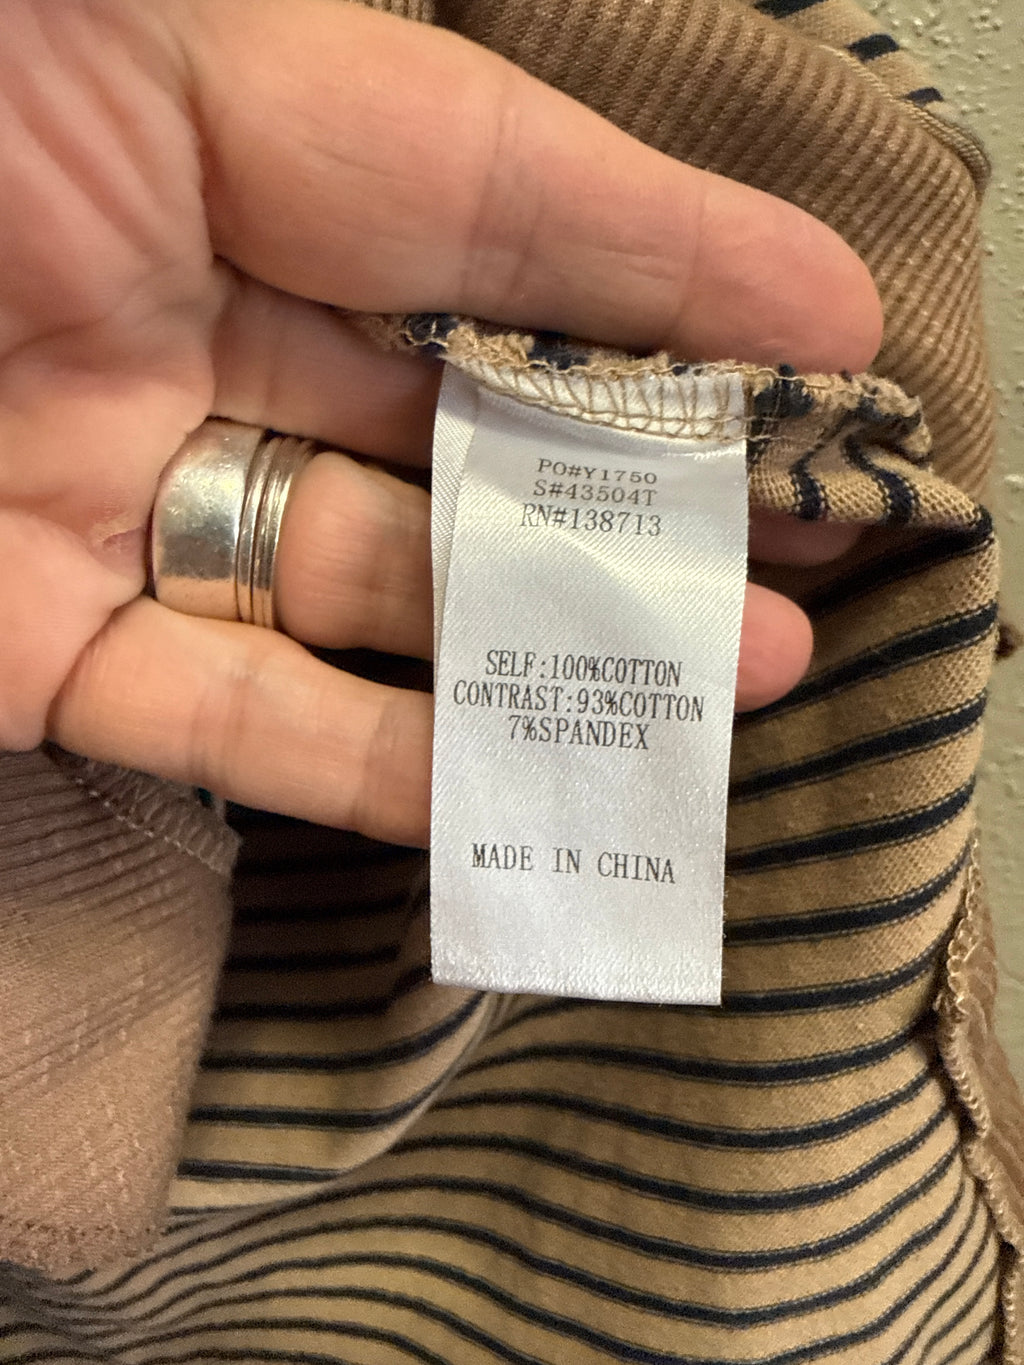 PO#Y1750
S#43504T
RN#138713
SELF:100%COTTON
CONTRAST:93%COTTON
7%SPANDEX
MADE IN CHINA